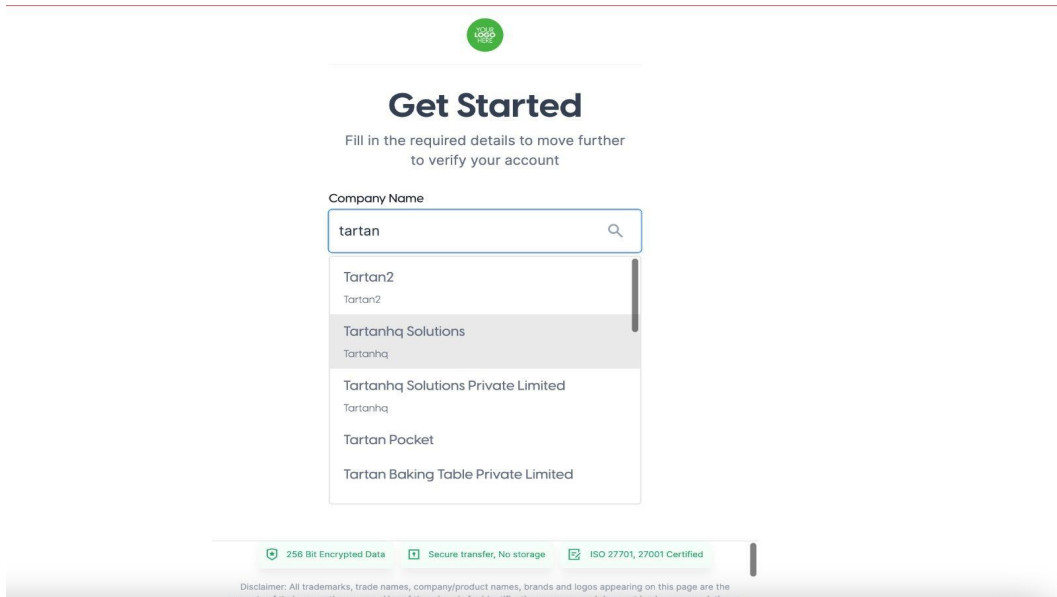 YOUR
LOGO
HERE
Get Started
Fill in the required details to move further
to verify your account
Company Name
tartan
Tartan2
Tartan2
Tartanhq Solutions
Tartanhq
Tartanhq Solutions Private Limited
Tartanhq
Tartan Pocket
Tartan Baking Table Private Limited
256 Bit Encrypted Data
Secure transfer, No storage
ISO 27701, 27001 Certified
Disclaimer: All trademarks, trade names, company/product names, brands and logos appearing on this page are the